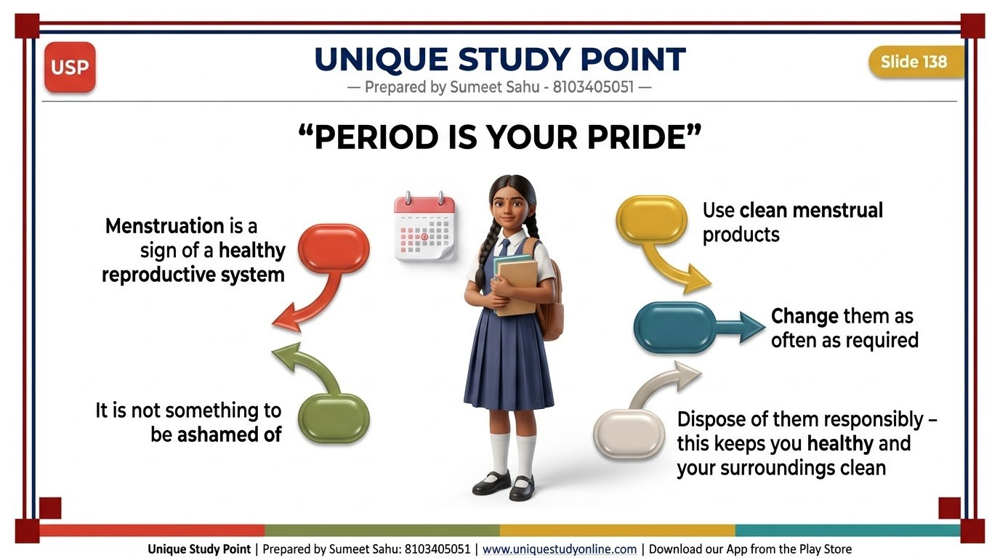 USP
UNIQUE STUDY POINT
— Prepared by Sumeet Sahu - 8103405051 —
Slide 138
“PERIOD IS YOUR PRIDE”
Menstruation is a
sign of a healthy
reproductive system
It is not something to
be ashamed of
Use clean menstrual
products
Change them as
often as required
Dispose of them responsibly –
this keeps you healthy and
your surroundings clean
Unique Study Point | Prepared by Sumeet Sahu: 8103405051 | www.uniquestudyonline.com | Download our App from the Play Store